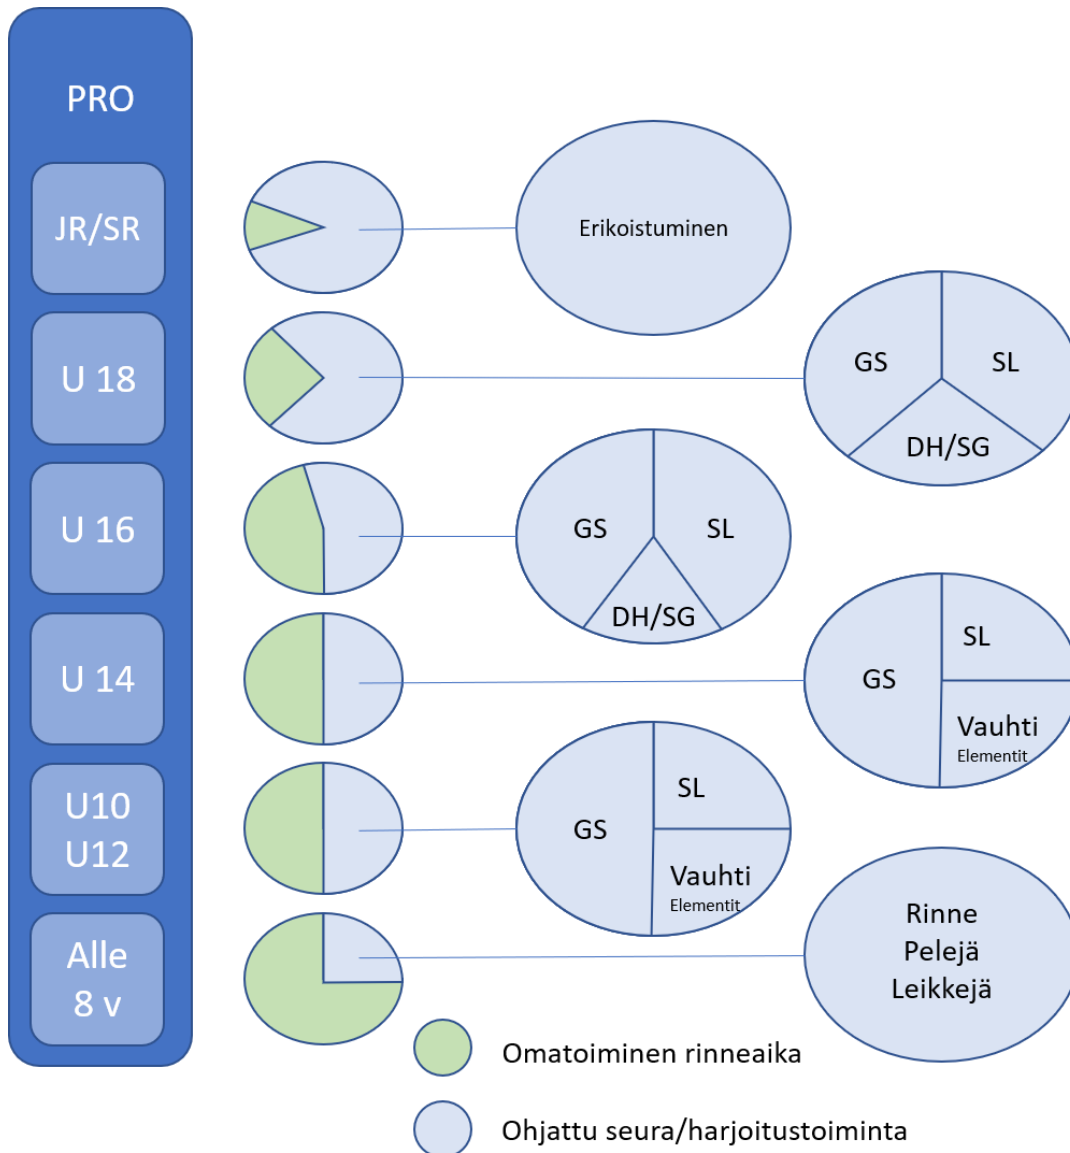 PRO
JR/SR
Erikoistuminen
U 18
GS
SL
DH/SG
U 16
GS
SL
DH/SG
U 14
GS
SL
Vauhti
Elementit
U10
U12
GS
SL
Vauhti
Elementit
Alle
8 v
Rinne
Pelejä
Leikkejä
Omatoiminen rinneaika
Ohjattu seura/harjoitustoiminta